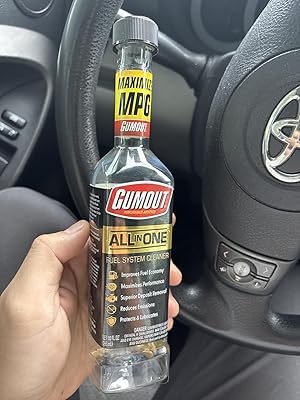 MAXIMIZE
MPG
GUMOUT
GUMOUT
ALL IN ONE
FUEL SYSTEM CLEANER
Improves Fuel Economy
Maximizes Performance
Superior Deposit Removal
Reduces Emissions
Protects & Lubricates
DANGER